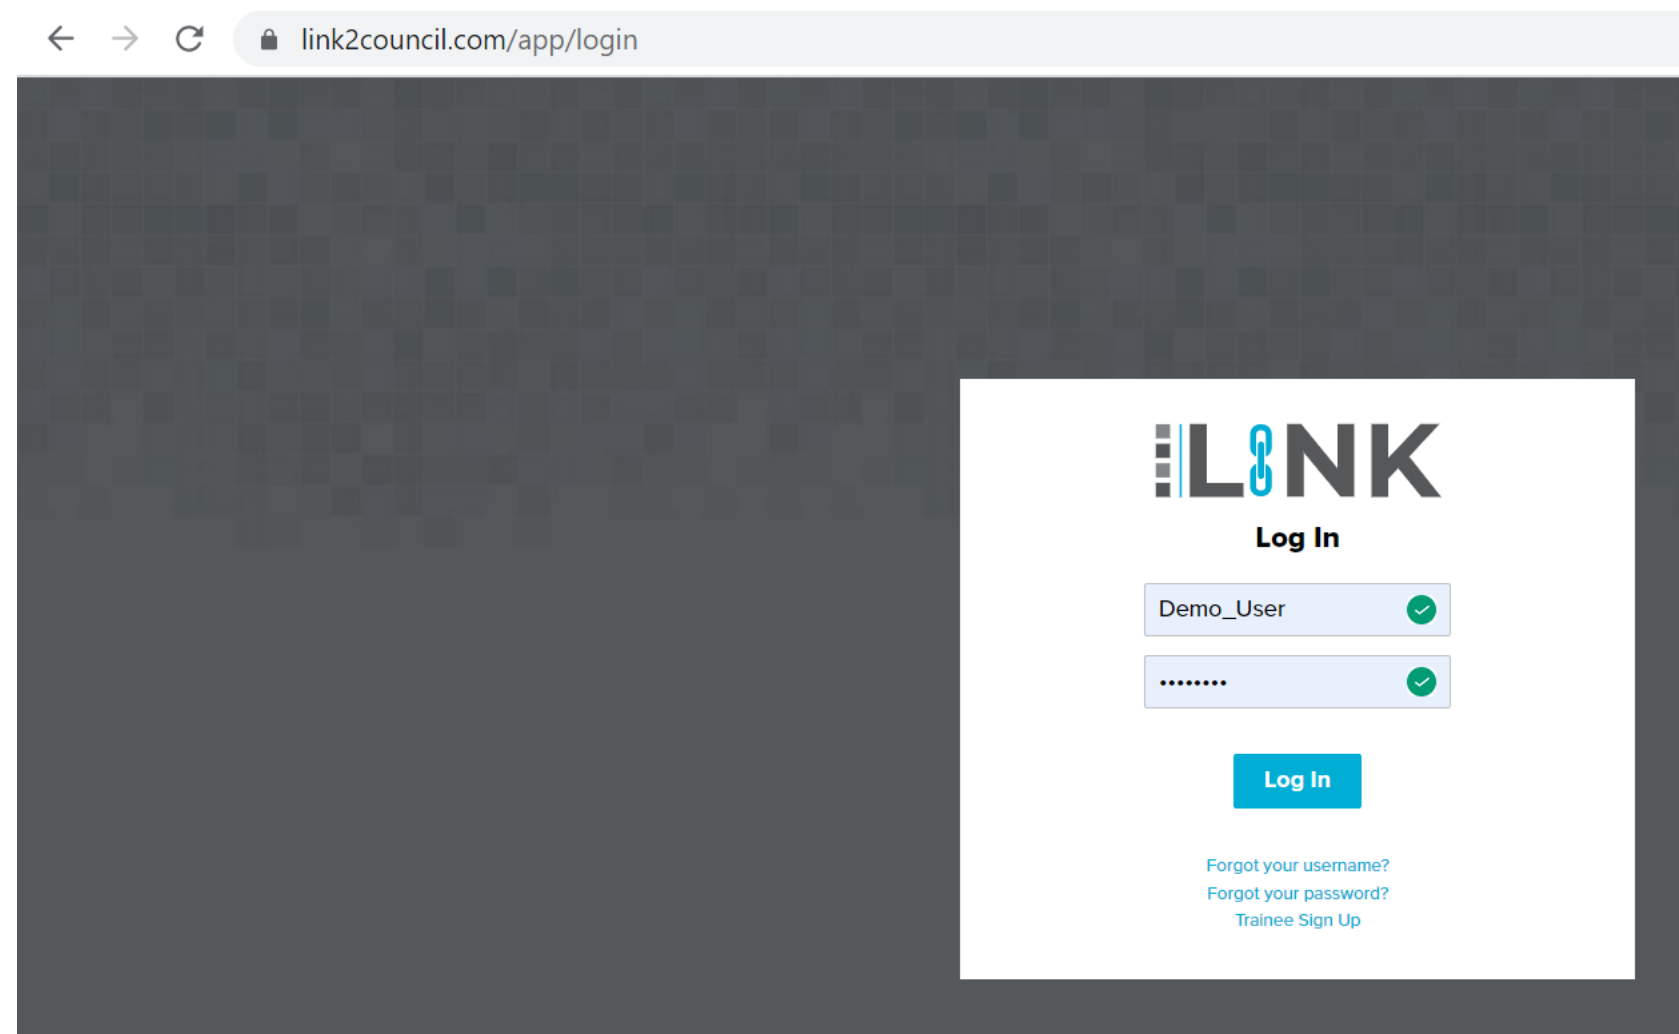 link2council.com/app/login
LINK
Log In
Demo_User
••••••••
Log In
Forgot your username?
Forgot your password?
Trainee Sign Up